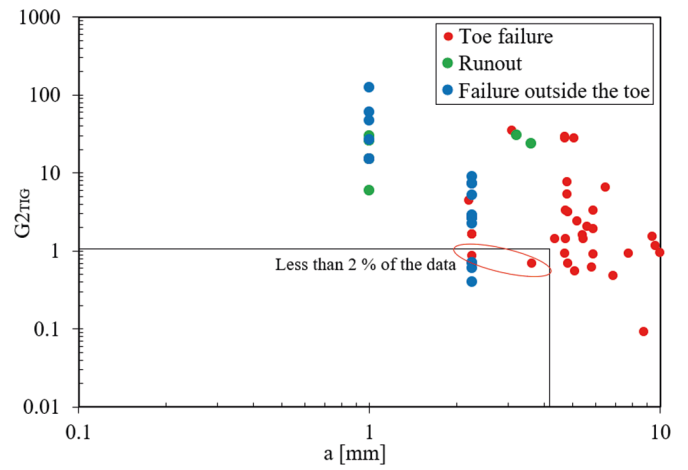 1000
100
10
1
0.1
0.01
G2TIG
Toe failure
Runout
Failure outside the toe
Less than 2 % of the data
0.1
1
10
a [mm]